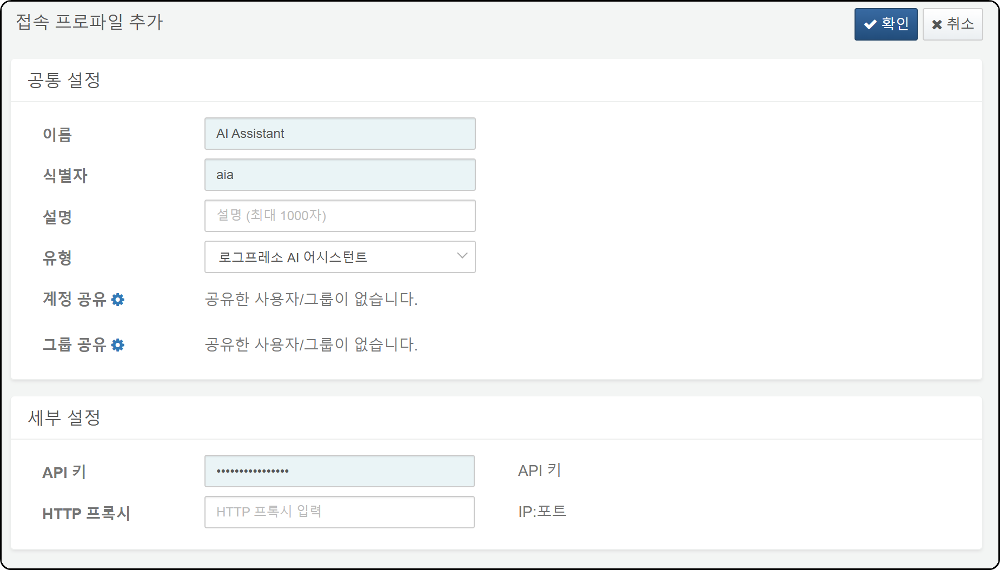 접속 프로파일 추가
확인
취소
공통 설정
이름
AI Assistant
식별자
aia
설명
설명 (최대 1000자)
유형
로그프레소 AI 어시스턴트
계정 공유
공유한 사용자/그룹이 없습니다.
그룹 공유
공유한 사용자/그룹이 없습니다.
세부 설정
API 키
••••••••••••••••
API 키
HTTP 프록시
HTTP 프록시 입력
IP:포트